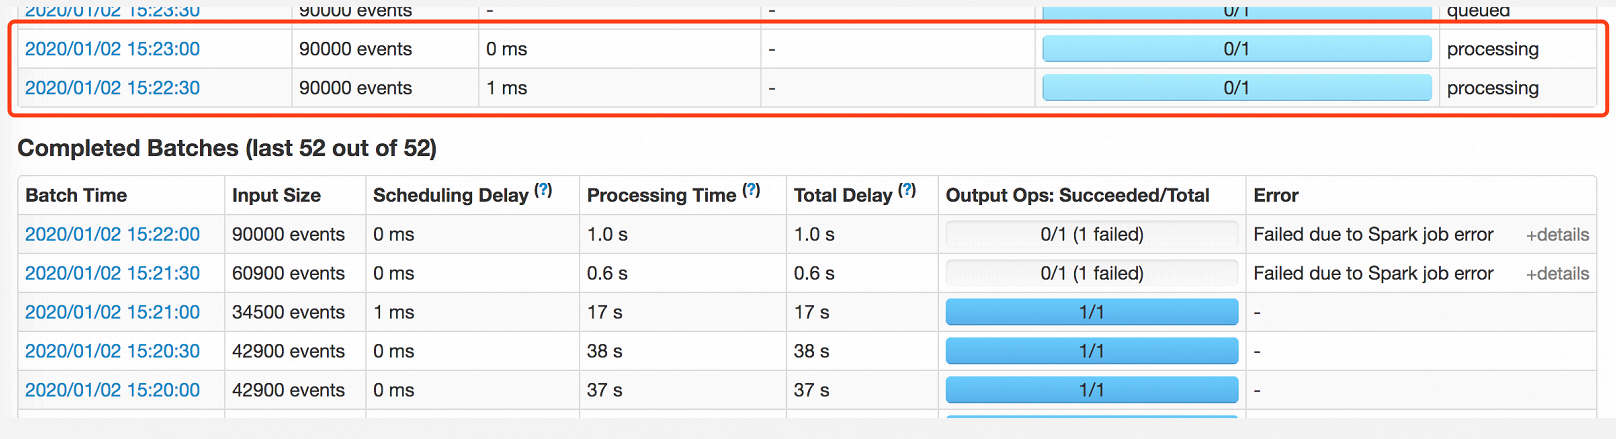 2020/01/02 15:23:30 90000 events - - 0/1 queued
2020/01/02 15:23:00 90000 events 0 ms - 0/1 processing
2020/01/02 15:22:30 90000 events 1 ms - 0/1 processing
Completed Batches (last 52 out of 52)
Batch Time Input Size Scheduling Delay (?) Processing Time (?) Total Delay (?) Output Ops: Succeeded/Total Error
2020/01/02 15:22:00 90000 events 0 ms 1.0 s 1.0 s 0/1 (1 failed) Failed due to Spark job error +details
2020/01/02 15:21:30 60900 events 0 ms 0.6 s 0.6 s 0/1 (1 failed) Failed due to Spark job error +details
2020/01/02 15:21:00 34500 events 1 ms 17 s 17 s 1/1 -
2020/01/02 15:20:30 42900 events 0 ms 38 s 38 s 1/1 -
2020/01/02 15:20:00 42900 events 0 ms 37 s 37 s 1/1 -